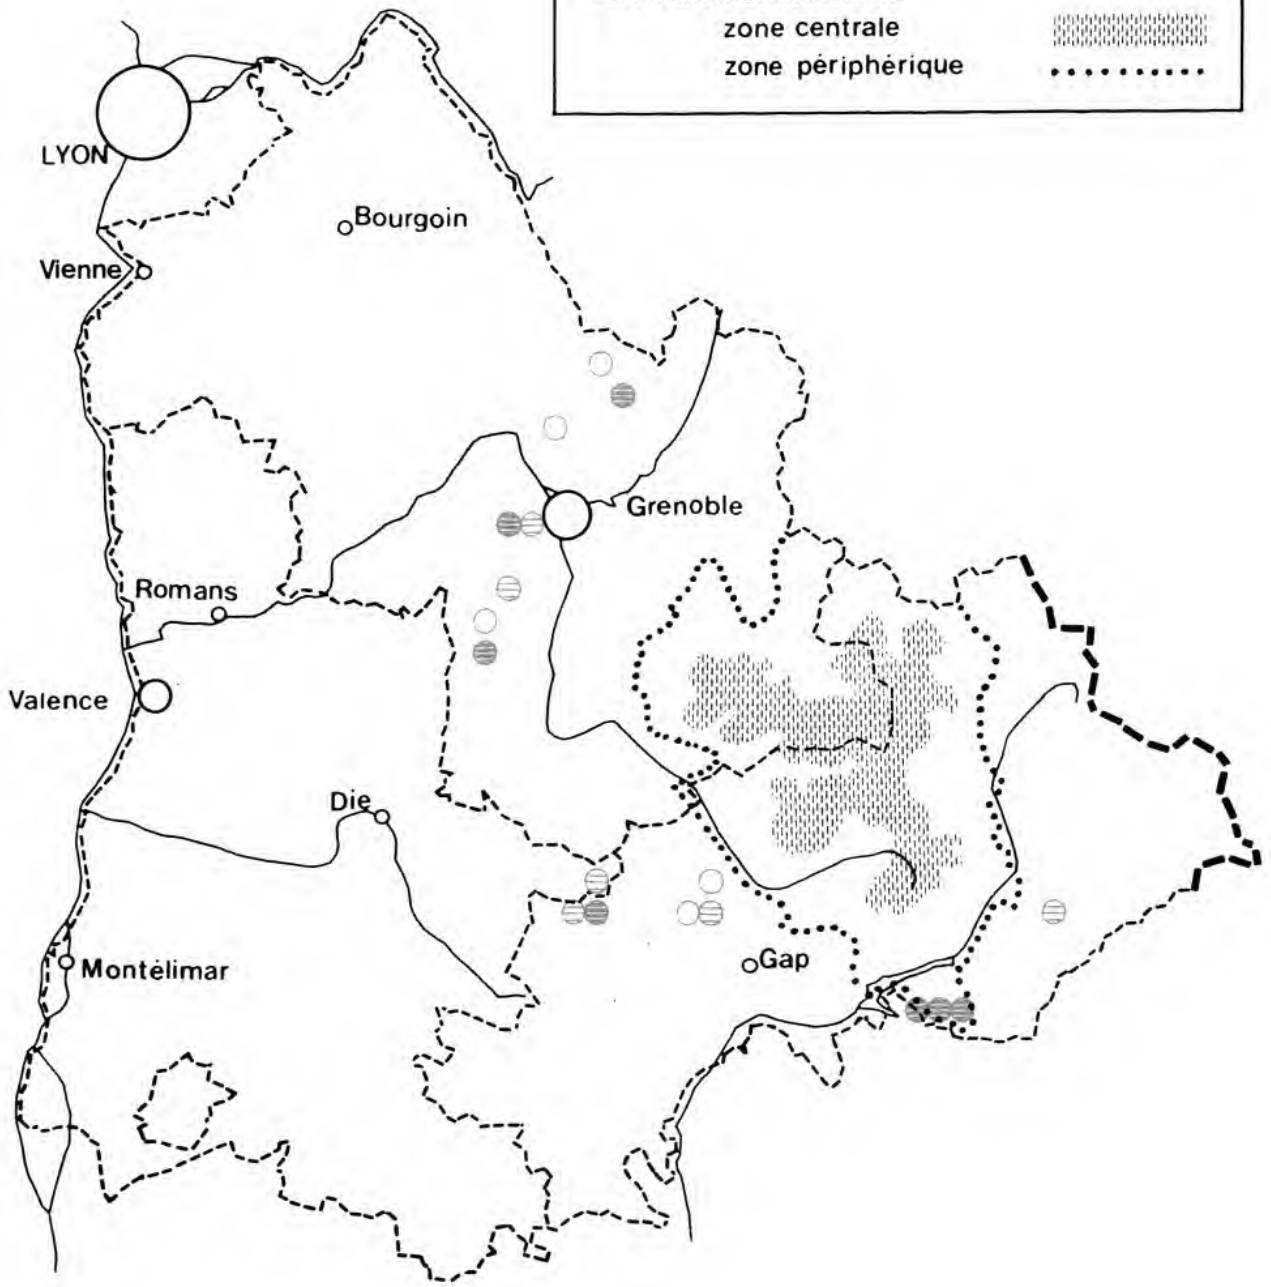 zone centrale
zone périphérique
LYON
Bourgoin
Vienne
Grenoble
Romans
Valence
Die
Gap
Montélimar